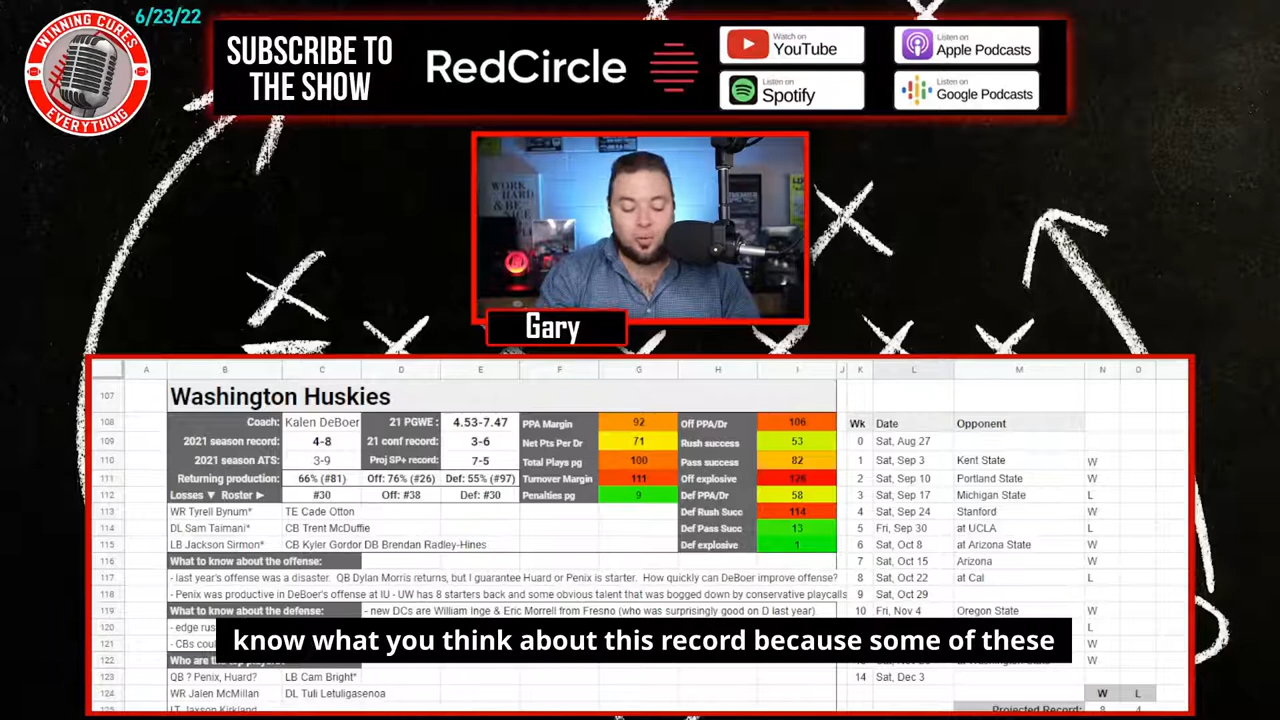 6/23/22
WINNING CURES
EVERYTHING
SUBSCRIBE TO
THE SHOW
RedCircle
Watch on
YouTube
Listen on
Spotify
Listen on
Apple Podcasts
Listen on
Google Podcasts
WORK
HARD
& BE
Gary
A B C D E F G H I J K L M N O
107 Washington Huskies
108 Coach: Kalen DeBoer 21 PGWE : 4.53-7.47 PPA Margin 92 Off PPA/Dr 106 Wk Date Opponent
109 2021 season record: 4-8 21 conf record: 3-6 Net Pts Per Dr 71 Rush success 53 0 Sat, Aug 27
110 2021 season ATS: 3-9 Proj SP+ record: 7-5 Total Plays pg 100 Pass success 82 1 Sat, Sep 3 Kent State W
111 Returning production: 66% (#81) Off: 76% (#26) Def: 55% (#97) Turnover Margin 111 Off explosive 126 2 Sat, Sep 10 Portland State W
112 Losses ▼ Roster ► #30 Off: #38 Def: #30 Penalties pg 9 Def PPA/Dr 58 3 Sat, Sep 17 Michigan State L
113 WR Tyrell Bynum* TE Cade Otton Def Rush Succ 114 4 Sat, Sep 24 Stanford W
114 DL Sam Taimani* CB Trent McDuffie Def Pass Succ 13 5 Fri, Sep 30 at UCLA L
115 LB Jackson Sirmon* CB Kyler Gordor DB Brendan Radley-Hines Def explosive 1 6 Sat, Oct 8 at Arizona State W
116 What to know about the offense: 7 Sat, Oct 15 Arizona W
117 - last year's offense was a disaster. QB Dylan Morris returns, but I guarantee Huard or Penix is starter. How quickly can DeBoer improve offense? 8 Sat, Oct 22 at Cal L
118 - Penix was productive in DeBoer's offense at IU - UW has 8 starters back and some obvious talent that was bogged down by conservative playcalls 9 Sat, Oct 29
119 What to know about the defense: - new DCs are William Inge & Eric Morrell from Fresno (who was surprisingly good on D last year) 10 Fri, Nov 4 Oregon State W
120 - edge W
121 - CBs W
know what you think about this record because some of these
122 Who are the top players W
123 QB ? Penix, Huard? LB Cam Bright* 14 Sat, Dec 3
124 WR Jalen McMillan DL Tuli Letuligasenoa W L
125 LT Jaxson Kirkland Projected Record: 8 4